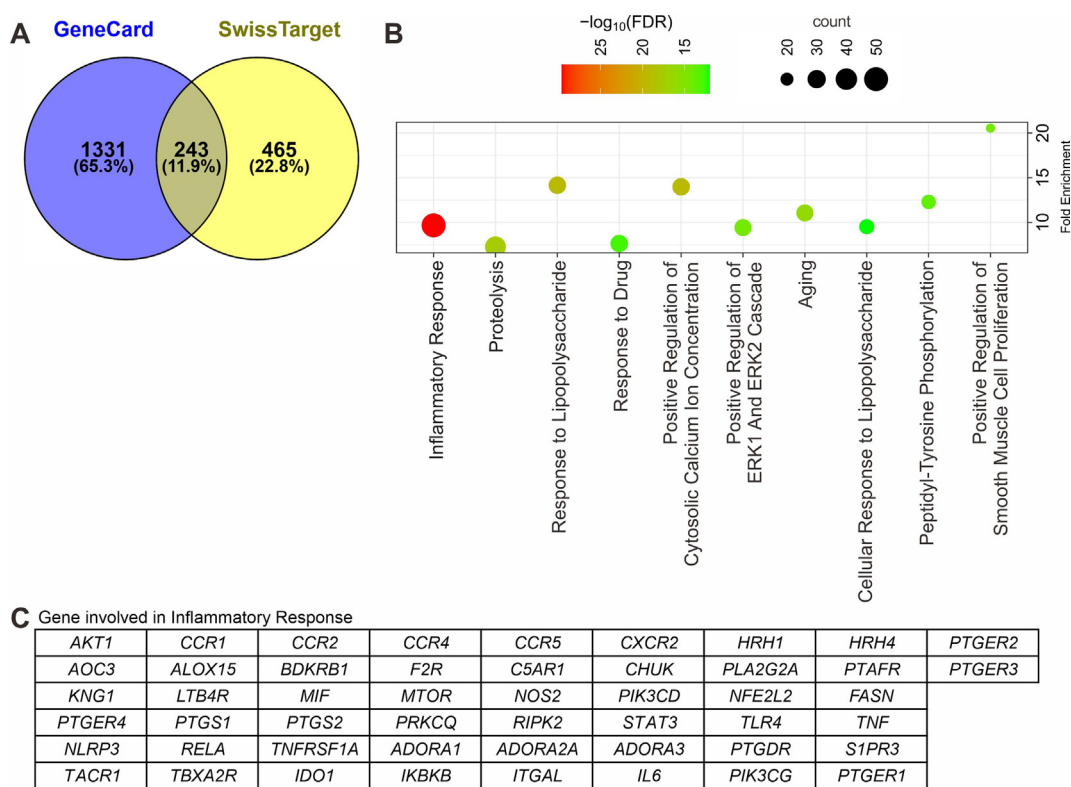 A
GeneCard
SwissTarget
1331
(65.3%)
243
(11.9%)
465
(22.8%)
B
−log10(FDR)
25
20
15
count
20
30
40
50
20
15
10
Fold Enrichment
Inflammatory Response
Proteolysis
Response to Lipopolysaccharide
Response to Drug
Positive Regulation of
Cytosolic Calcium Ion Concentration
Positive Regulation of
ERK1 And ERK2 Cascade
Aging
Cellular Response to Lipopolysaccharide
Peptidyl-Tyrosine Phosphorylation
Positive Regulation of
Smooth Muscle Cell Proliferation
C Gene involved in Inflammatory Response
AKT1 CCR1 CCR2 CCR4 CCR5 CXCR2 HRH1 HRH4 PTGER2
AOC3 ALOX15 BDKRB1 F2R C5AR1 CHUK PLA2G2A PTAFR PTGER3
KNG1 LTB4R MIF MTOR NOS2 PIK3CD NFE2L2 FASN
PTGER4 PTGS1 PTGS2 PRKCQ RIPK2 STAT3 TLR4 TNF
NLRP3 RELA TNFRSF1A ADORA1 ADORA2A ADORA3 PTGDR S1PR3
TACR1 TBXA2R IDO1 IKBKB ITGAL IL6 PIK3CG PTGER1